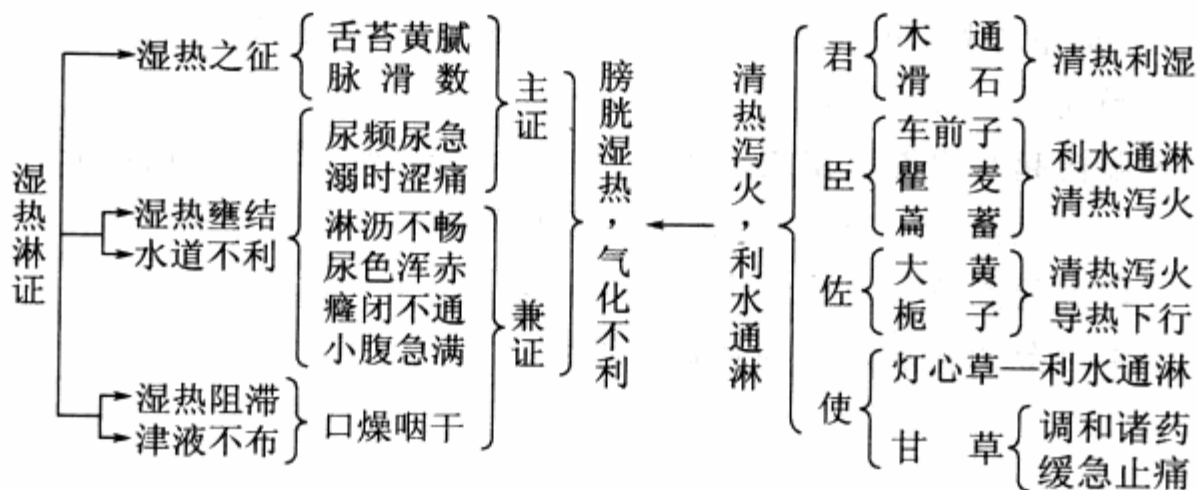 湿热淋证
湿热之征
舌苔黄腻
脉滑数
湿热壅结
水道不利
尿频尿急
溺时涩痛
淋沥不畅
尿色浑赤
癃闭不通
小腹急满
湿热阻滞
津液不布
口燥咽干
主证
兼证
膀胱湿热，气化不利
清热泻火，利水通淋
君
木通
滑石
清热利湿
臣
车前子
瞿麦
萹蓄
利水通淋
清热泻火
佐
大黄
栀子
清热泻火
导热下行
使
灯心草—利水通淋
甘草
调和诸药
缓急止痛